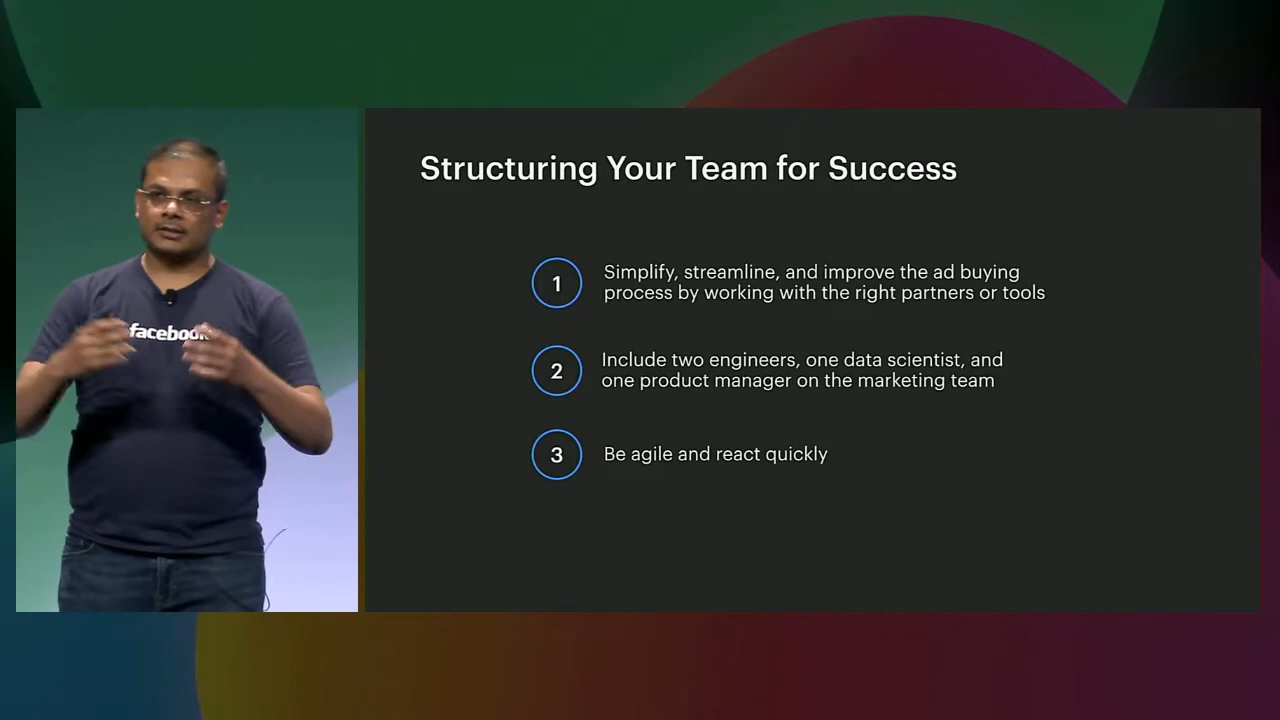 facebook
Structuring Your Team for Success
1
Simplify, streamline, and improve the ad buying
process by working with the right partners or tools
2
Include two engineers, one data scientist, and
one product manager on the marketing team
3
Be agile and react quickly